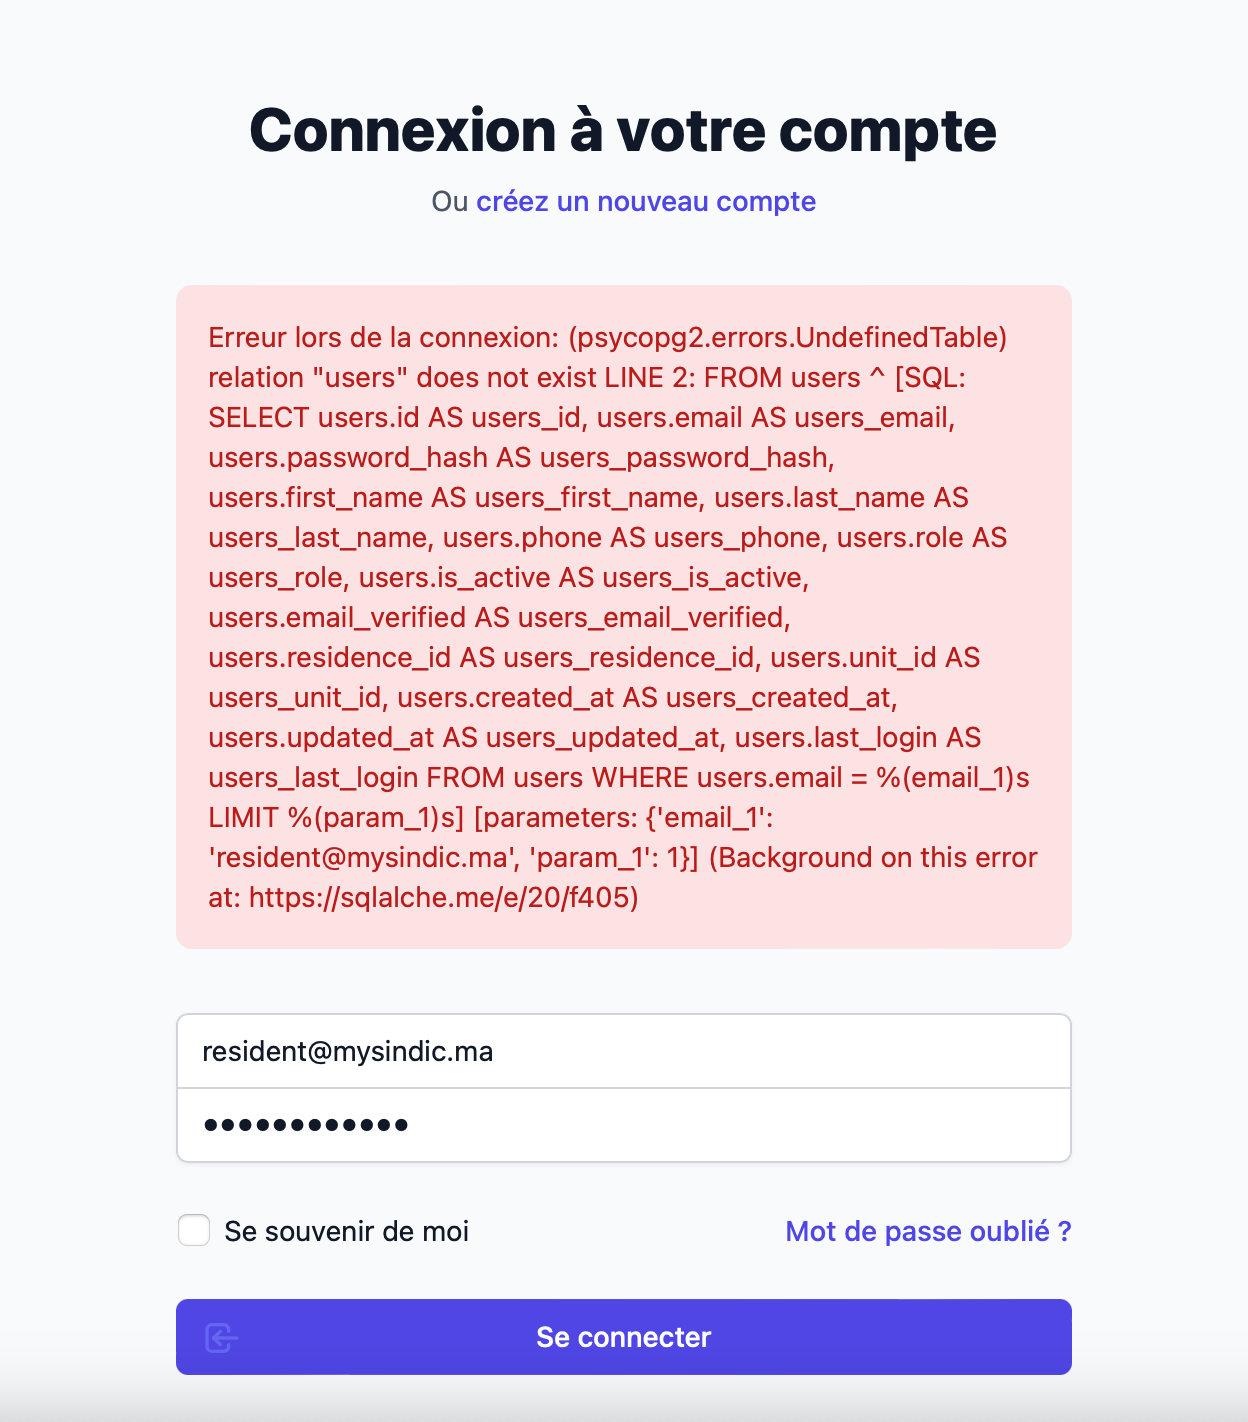 Connexion à votre compte
Ou créez un nouveau compte
Erreur lors de la connexion: (psycopg2.errors.UndefinedTable)
relation "users" does not exist LINE 2: FROM users ^ [SQL:
SELECT users.id AS users_id, users.email AS users_email,
users.password_hash AS users_password_hash,
users.first_name AS users_first_name, users.last_name AS
users_last_name, users.phone AS users_phone, users.role AS
users_role, users.is_active AS users_is_active,
users.email_verified AS users_email_verified,
users.residence_id AS users_residence_id, users.unit_id AS
users_unit_id, users.created_at AS users_created_at,
users.updated_at AS users_updated_at, users.last_login AS
users_last_login FROM users WHERE users.email = %(email_1)s
LIMIT %(param_1)s] [parameters: {'email_1':
'resident@mysindic.ma', 'param_1': 1}] (Background on this error
at: https://sqlalche.me/e/20/f405)
resident@mysindic.ma
••••••••••••
Se souvenir de moi
Mot de passe oublié ?
Se connecter